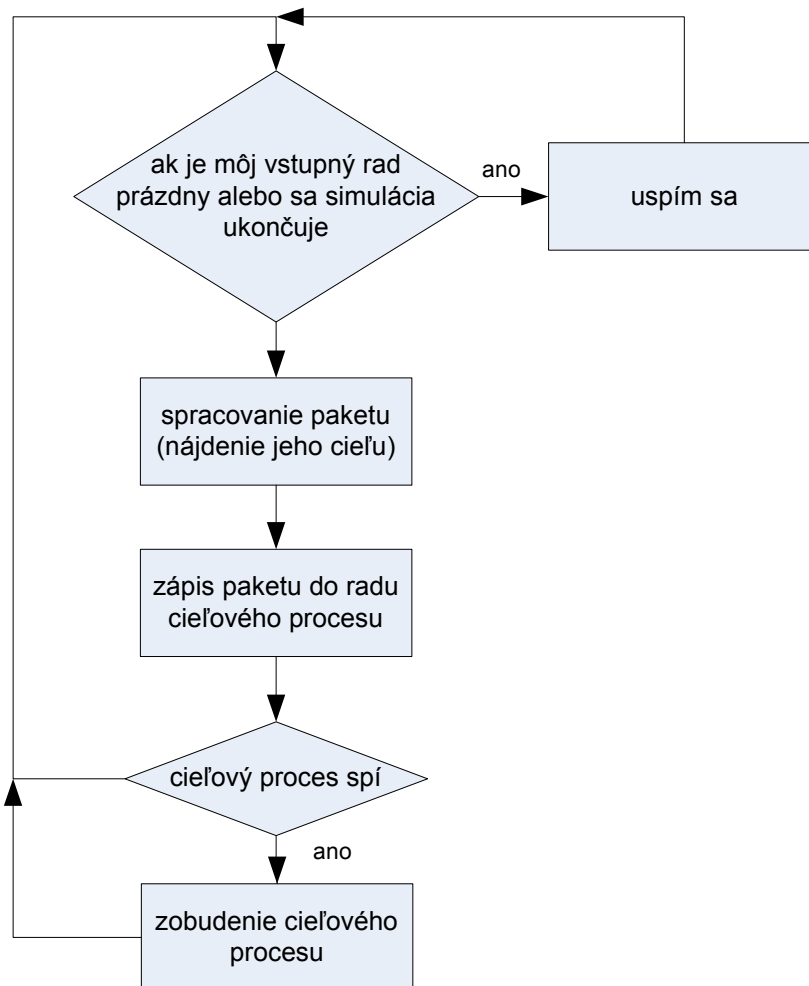 ak je môj vstupný rad
prázdny alebo sa simulácia
ukončuje
ano
uspím sa
spracovanie paketu
(nájdenie jeho cieľu)
zápis paketu do radu
cieľového procesu
cieľový proces spí
ano
zobudenie cieľového
procesu